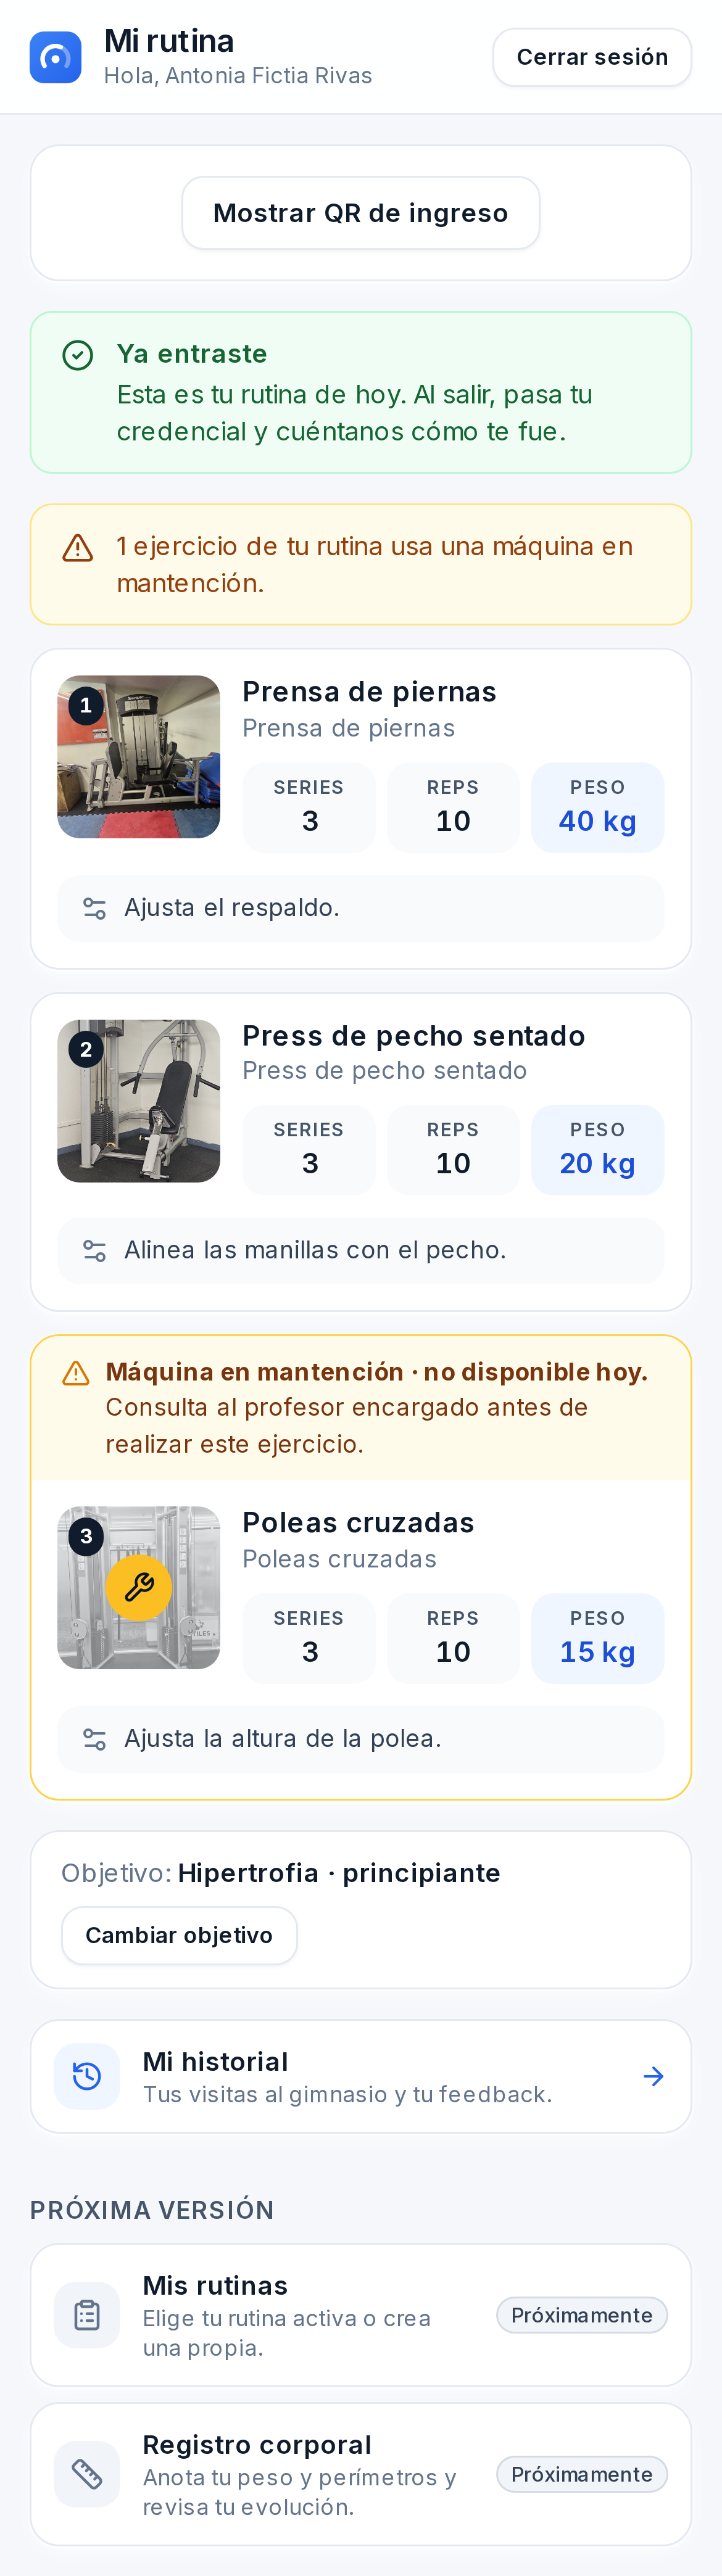 Mi rutina
Hola, Antonia Fictia Rivas
Cerrar sesión
Mostrar QR de ingreso
Ya entraste
Esta es tu rutina de hoy. Al salir, pasa tu
credencial y cuéntanos cómo te fue.
1 ejercicio de tu rutina usa una máquina en
mantención.
1
Prensa de piernas
Prensa de piernas
SERIES
3
REPS
10
PESO
40 kg
Ajusta el respaldo.
2
Press de pecho sentado
Press de pecho sentado
SERIES
3
REPS
10
PESO
20 kg
Alinea las manillas con el pecho.
Máquina en mantención · no disponible hoy.
Consulta al profesor encargado antes de
realizar este ejercicio.
3
Poleas cruzadas
Poleas cruzadas
SERIES
3
REPS
10
PESO
15 kg
Ajusta la altura de la polea.
Objetivo: Hipertrofia · principiante
Cambiar objetivo
Mi historial
Tus visitas al gimnasio y tu feedback.
PRÓXIMA VERSIÓN
Mis rutinas
Elige tu rutina activa o crea
una propia.
Próximamente
Registro corporal
Anota tu peso y perímetros y
revisa tu evolución.
Próximamente